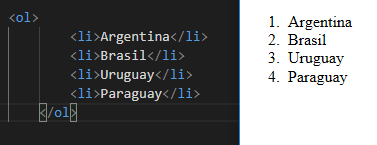 <ol>
<li>Argentina</li>
<li>Brasil</li>
<li>Uruguay</li>
<li>Paraguay</li>
</ol>
1. Argentina
2. Brasil
3. Uruguay
4. Paraguay